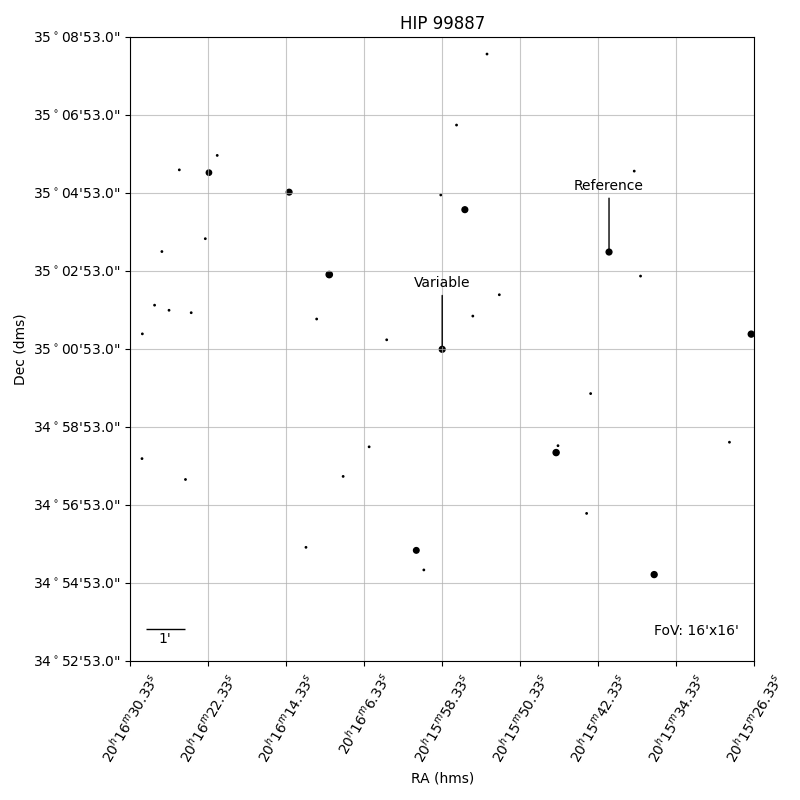 HIP 99887
35°08'53.0"
35°06'53.0"
35°04'53.0"
35°02'53.0"
35°00'53.0"
34°58'53.0"
34°56'53.0"
34°54'53.0"
34°52'53.0"
Dec (dms)
Reference
Variable
1'
FoV: 16'x16'
20ʰ16ᵐ30.33ˢ
20ʰ16ᵐ22.33ˢ
20ʰ16ᵐ14.33ˢ
20ʰ16ᵐ6.33ˢ
20ʰ15ᵐ58.33ˢ
20ʰ15ᵐ50.33ˢ
20ʰ15ᵐ42.33ˢ
20ʰ15ᵐ34.33ˢ
20ʰ15ᵐ26.33ˢ
RA (hms)